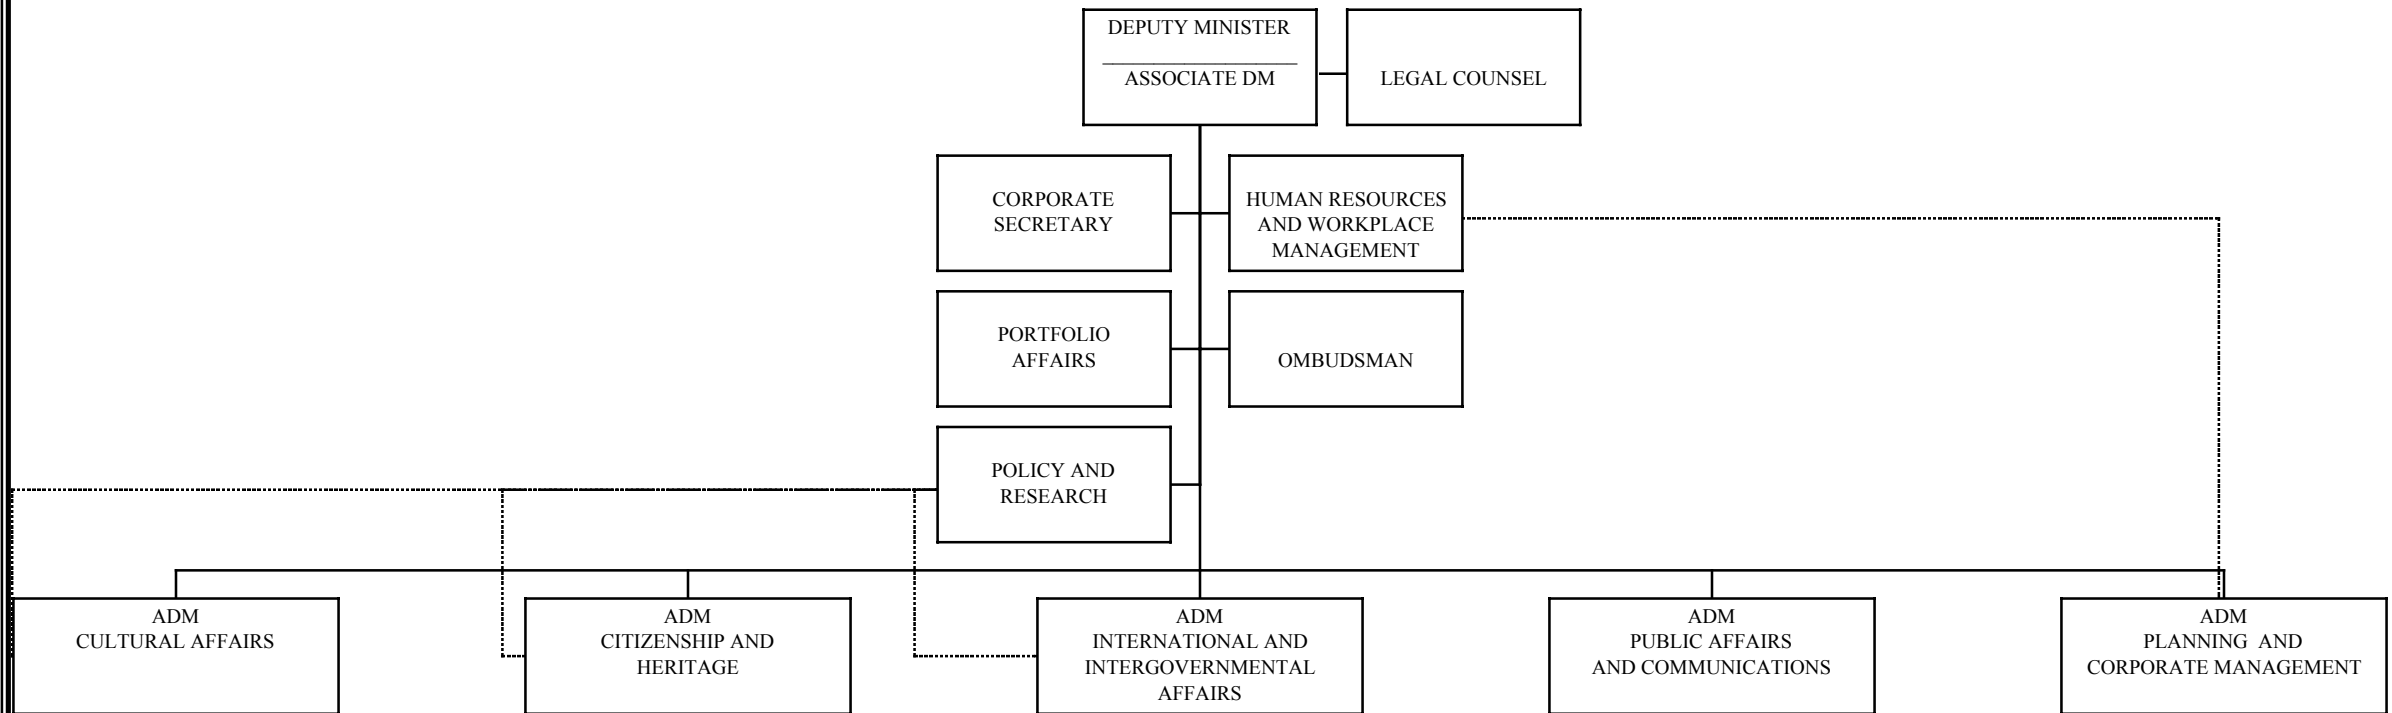 DEPUTY MINISTER
___________________
ASSOCIATE DM
LEGAL COUNSEL
CORPORATE
SECRETARY
HUMAN RESOURCES
AND WORKPLACE
MANAGEMENT
PORTFOLIO
AFFAIRS
OMBUDSMAN
POLICY AND
RESEARCH
ADM
CULTURAL AFFAIRS
ADM
CITIZENSHIP AND
HERITAGE
ADM
INTERNATIONAL AND
INTERGOVERNMENTAL
AFFAIRS
ADM
PUBLIC AFFAIRS
AND COMMUNICATIONS
ADM
PLANNING AND
CORPORATE MANAGEMENT